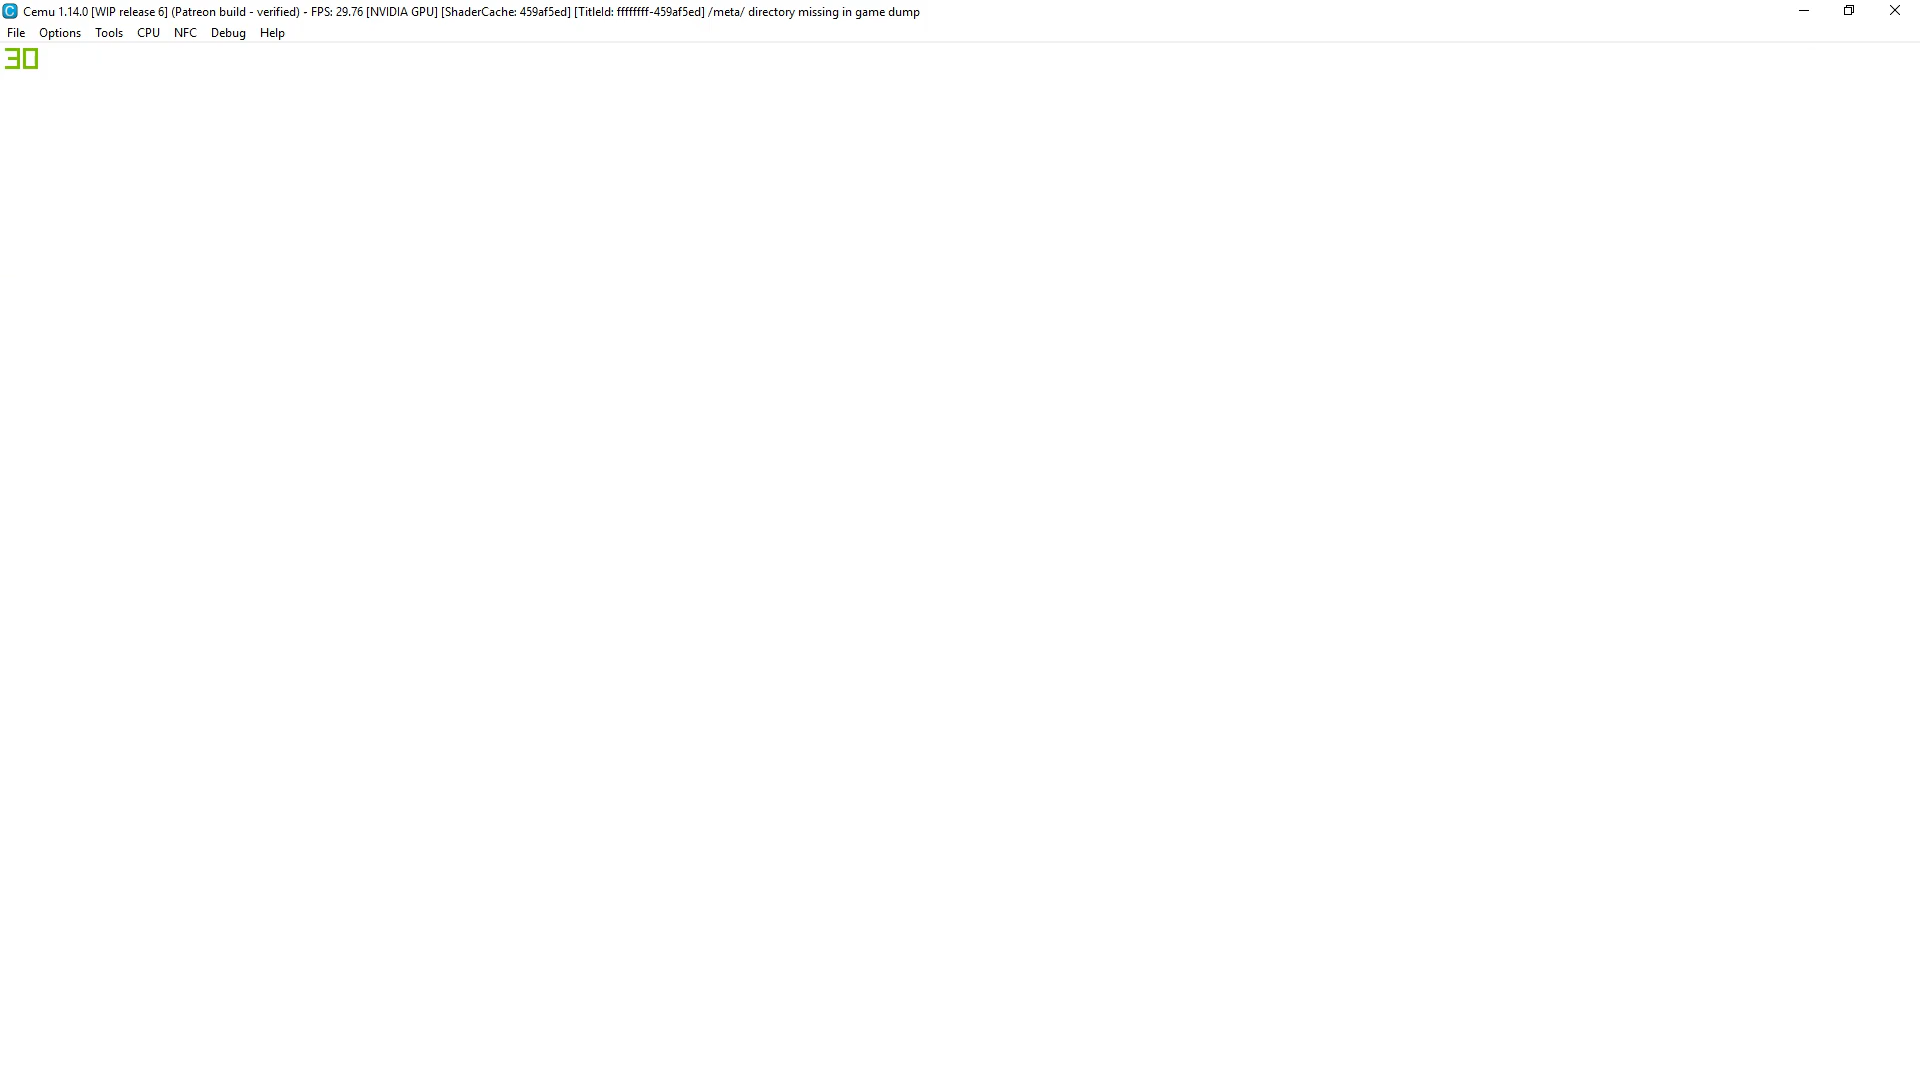 Cemu 1.14.0 [WIP release 6] (Patreon build - verified) - FPS: 29.76 [NVIDIA GPU] [ShaderCache: 459af5ed] [TitleId: ffffffff-459af5ed] /meta/ directory missing in game dump
File Options Tools CPU NFC Debug Help
30